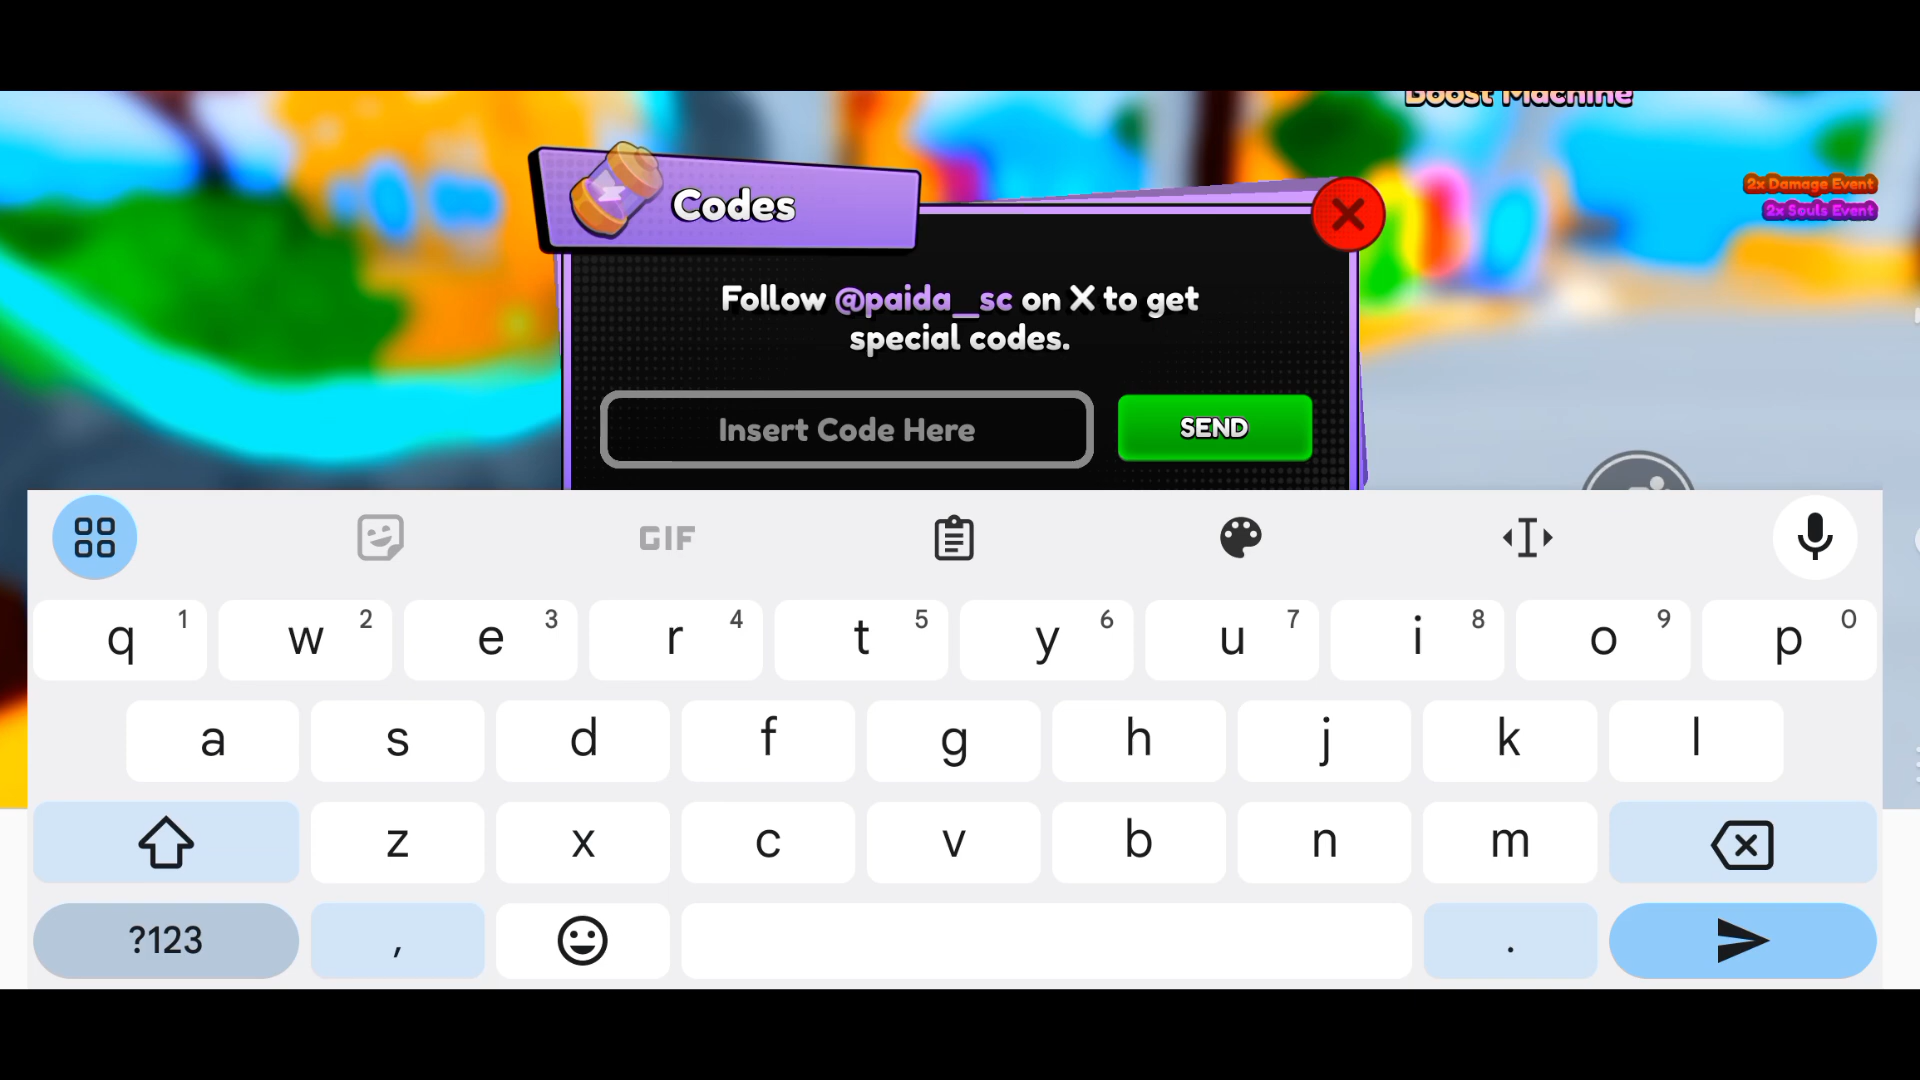 Boost Machine
Codes
2x Damage Event
2x Souls Event
Follow @paida__sc on X to get
special codes.
Insert Code Here
SEND
GIF
q 1 w 2 e 3 r 4 t 5 y 6 u 7 i 8 o 9 p 0
a s d f g h j k l
z x c v b n m
?123 , .